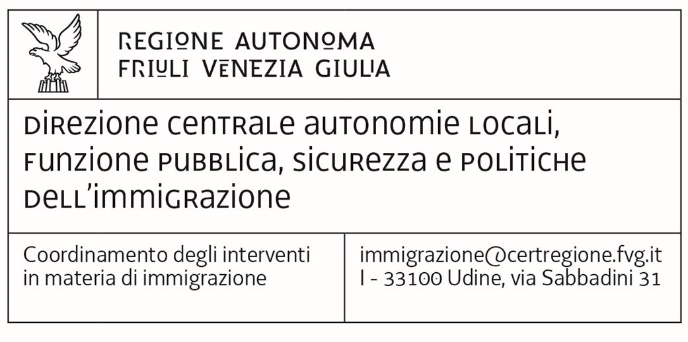 REGIONE AUTONOMA
FRIULI VENEZIA GIULIA
DiRezione cenTRaLe auTonomie LocaLi,
Funzione PUBBLica, SicuRezza e POLITICHe
DeLL'immiGRazione
Coordinamento degli interventi
in materia di immigrazione
immigrazione@certregione.fvg.it
I - 33100 Udine, via Sabbadini 31